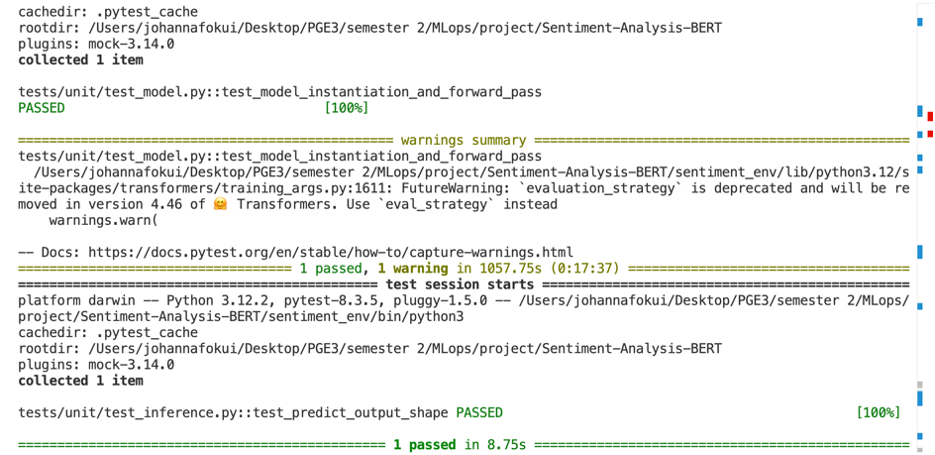 cachedir: .pytest_cache
rootdir: /Users/johannafokui/Desktop/PGE3/semester 2/MLops/project/Sentiment-Analysis-BERT
plugins: mock-3.14.0
collected 1 item
tests/unit/test_model.py::test_model_instantiation_and_forward_pass
PASSED [100%]
============================================ warnings summary ============================================
tests/unit/test_model.py::test_model_instantiation_and_forward_pass
/Users/johannafokui/Desktop/PGE3/semester 2/MLops/project/Sentiment-Analysis-BERT/sentiment_env/lib/python3.12/s
ite-packages/transformers/training_args.py:1611: FutureWarning: `evaluation_strategy` is deprecated and will be re
moved in version 4.46 of 🤗 Transformers. Use `eval_strategy` instead
warnings.warn(
-- Docs: https://docs.pytest.org/en/stable/how-to/capture-warnings.html
================================ 1 passed, 1 warning in 1057.75s (0:17:37) ================================
========================================== test session starts ==========================================
platform darwin -- Python 3.12.2, pytest-8.3.5, pluggy-1.5.0 -- /Users/johannafokui/Desktop/PGE3/semester 2/MLops/
project/Sentiment-Analysis-BERT/sentiment_env/bin/python3
cachedir: .pytest_cache
rootdir: /Users/johannafokui/Desktop/PGE3/semester 2/MLops/project/Sentiment-Analysis-BERT
plugins: mock-3.14.0
collected 1 item
tests/unit/test_inference.py::test_predict_output_shape PASSED [100%]
=========================================== 1 passed in 8.75s ===========================================